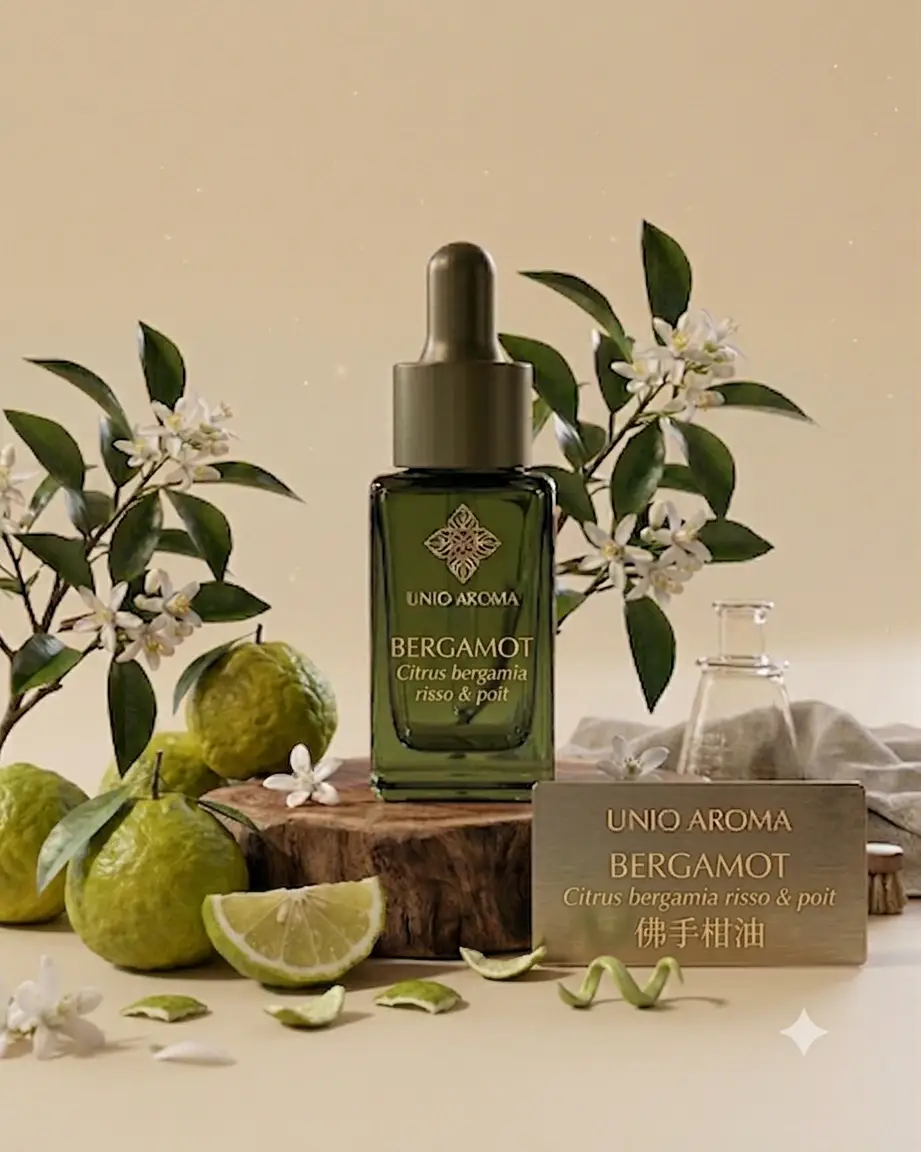 UNIO AROMA
BERGAMOT
Citrus bergamia
risso & poit
UNIO AROMA
BERGAMOT
Citrus bergamia risso & poit
佛手柑油